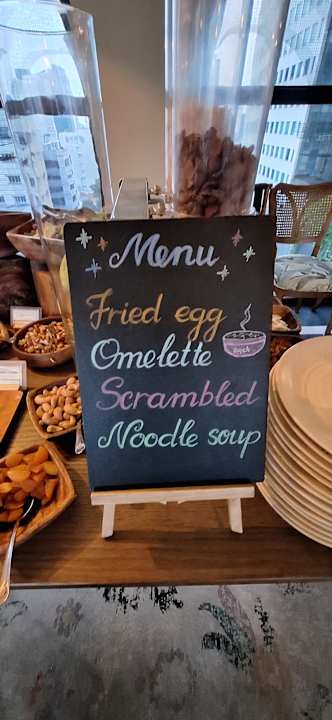 Menu
Fried egg
Omelette
Scrambled
Noodle soup